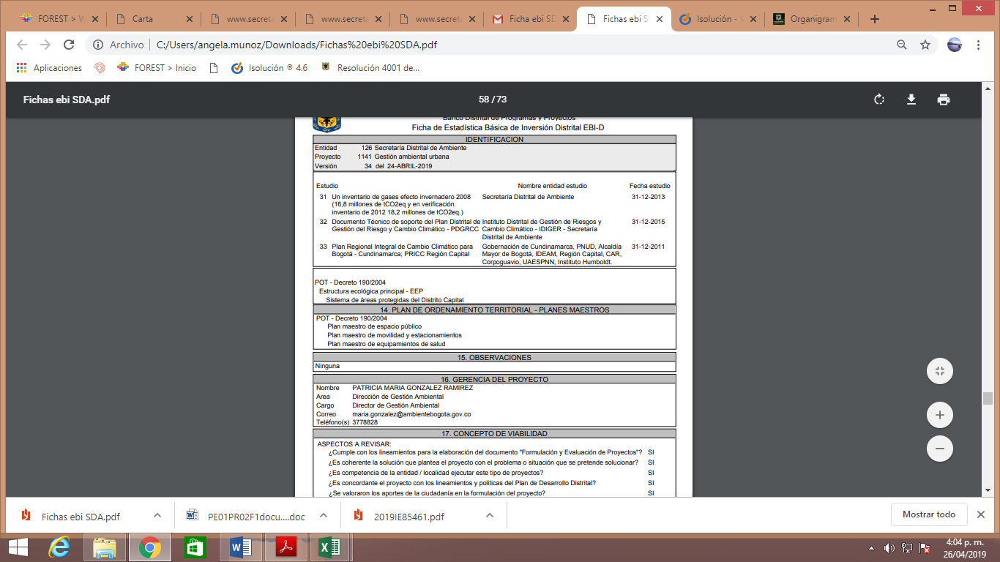 FOREST > W
Carta
www.secreta
www.secreta
www.secreta
Ficha ebi SD
Fichas ebi S
Isolución - 
Organigram
Archivo
C:/Users/angela.munoz/Downloads/Fichas%20ebi%20SDA.pdf
Aplicaciones
FOREST > Inicio
Isolución ® 4.6
Resolución 4001 de...
Fichas ebi SDA.pdf
58 / 73
Banco Distrital de Programas y Proyectos
Ficha de Estadística Básica de Inversión Distrital EBI-D
IDENTIFICACION
Entidad 126 Secretaría Distrital de Ambiente
Proyecto 1141 Gestión ambiental urbana
Versión 34 del 24-ABRIL-2019
Estudio Nombre entidad estudio Fecha estudio
31 Un inventario de gases efecto invernadero 2008 Secretaría Distrital de Ambiente 31-12-2013
(16,8 millones de tCO2eq y en verificación
inventario de 2012 18,2 millones de tCO2eq.)
32 Documento Técnico de soporte del Plan Distrital de Instituto Distrital de Gestión de Riesgos y 31-12-2015
Gestión del Riesgo y Cambio Climático - PDGRCC Cambio Climático - IDIGER - Secretaría
Distrital de Ambiente
33 Plan Regional Integral de Cambio Climático para Gobernación de Cundinamarca, PNUD, Alcaldía 31-12-2011
Bogotá - Cundinamarca; PRICC Región Capital Mayor de Bogotá, IDEAM, Región Capital, CAR,
Corpoguavio, UAESPNN, Instituto Humboldt.
POT - Decreto 190/2004
Estructura ecológica principal - EEP
Sistema de áreas protegidas del Distrito Capital
14. PLAN DE ORDENAMIENTO TERRITORIAL - PLANES MAESTROS
POT - Decreto 190/2004
Plan maestro de espacio público
Plan maestro de movilidad y estacionamientos
Plan maestro de equipamientos de salud
15. OBSERVACIONES
Ninguna
16. GERENCIA DEL PROYECTO
Nombre PATRICIA MARIA GONZALEZ RAMIREZ
Area Dirección de Gestión Ambiental
Cargo Director de Gestión Ambiental
Correo maria.gonzalez@ambientebogota.gov.co
Teléfono(s) 3778828
17. CONCEPTO DE VIABILIDAD
ASPECTOS A REVISAR:
¿Cumple con los lineamientos para la elaboración del documento "Formulación y Evaluación de Proyectos"? SI
¿Es coherente la solución que plantea el proyecto con el problema o situación que se pretende solucionar? SI
¿Es competencia de la entidad / localidad ejecutar este tipo de proyectos? SI
¿Es concordante el proyecto con los lineamientos y politicas del Plan de Desarrollo Distrital? SI
¿Se valoraron los aportes de la ciudadanía en la formulación del proyecto? SI
Fichas ebi SDA.pdf
PE01PR02F1docu....doc
2019IE85461.pdf
Mostrar todo
4:04 p. m.
26/04/2019